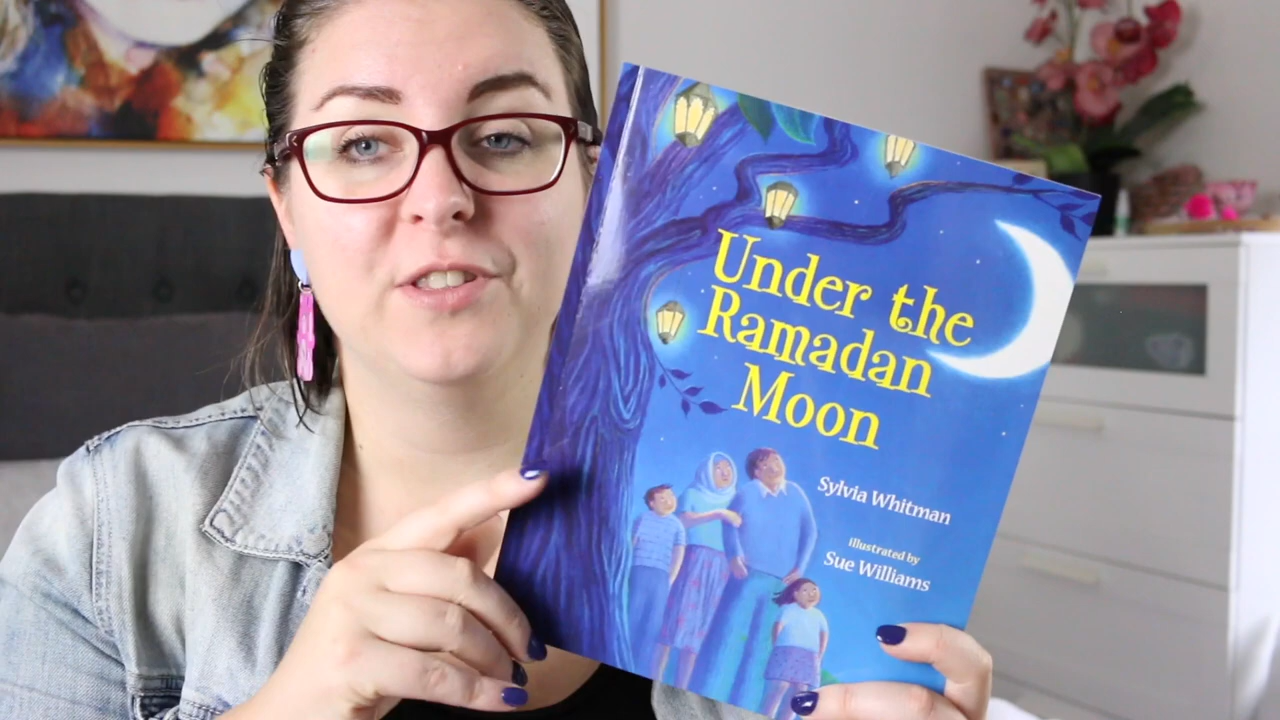 Under the
Ramadan
Moon
Sylvia Whitman
illustrated by
Sue Williams